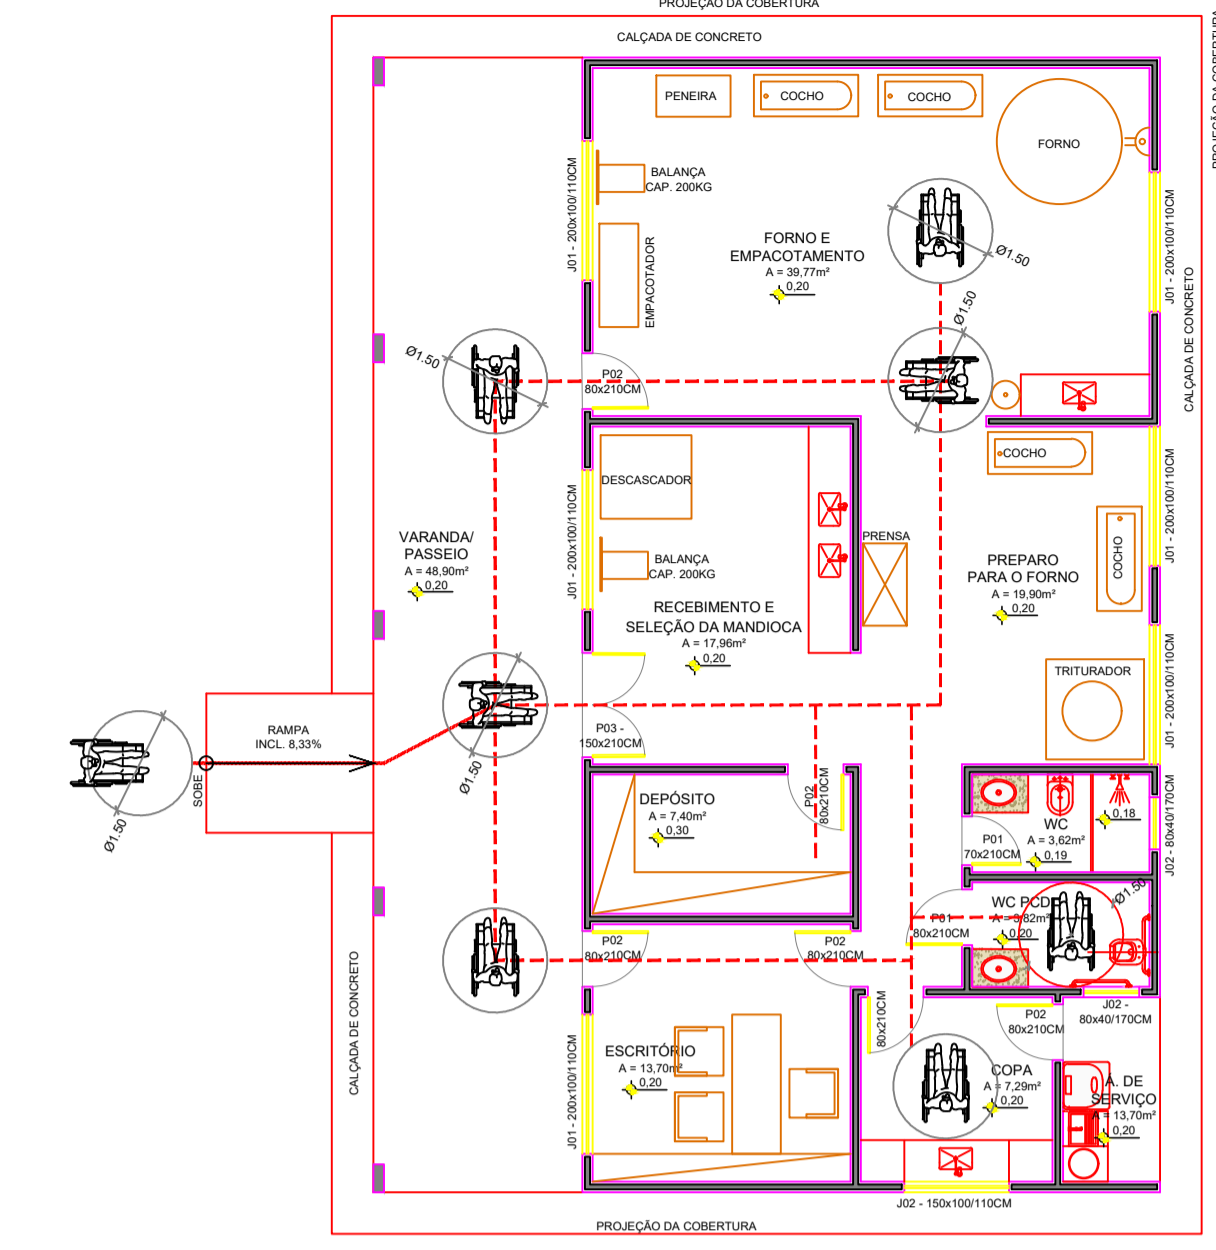 PROJEÇÃO DA COBERTURA
PROJEÇÃO DA COBERTURA
CALÇADA DE CONCRETO
PENEIRA
COCHO
COCHO
FORNO
BALANÇA
CAP. 200KG
J01 - 200x100/110CM
EMPACOTADOR
FORNO E
EMPACOTAMENTO
A = 39,77m²
0,20
Ø1.50
Ø1.50
J01 - 200x100/110CM
CALÇADA DE CONCRETO
Ø1.50
P02
80x210CM
COCHO
DESCASCADOR
J01 - 200x100/110CM
BALANÇA
CAP. 200KG
PRENSA
COCHO
J01 - 200x100/110CM
VARANDA/
PASSEIO
A = 48,90m²
0,20
PREPARO
PARA O FORNO
A = 19,90m²
0,20
RECEBIMENTO E
SELEÇÃO DA MANDIOCA
A = 17,96m²
0,20
TRITURADOR
J01 - 200x100/110CM
RAMPA
INCL. 8,33%
SOBE
Ø1.50
Ø1.50
P03 -
150x210CM
DEPÓSITO
A = 7,40m²
0,30
P02
80x210CM
P01
70x210CM
WC
A = 3,62m²
0,19
0,18
J02 - 80x40/170CM
WC PCD
A = 3,82m²
0,20
Ø1.50
P01
80x210CM
P02
80x210CM
P02
80x210CM
J02 -
80x40/170CM
80x210CM
P02
80x210CM
CALÇADA DE CONCRETO
J01 - 200x100/110CM
ESCRITÓRIO
A = 13,70m²
0,20
COPA
A = 7,29m²
0,20
Á. DE
SERVIÇO
A = 13,70m²
0,20
J02 - 150x100/110CM
PROJEÇÃO DA COBERTURA